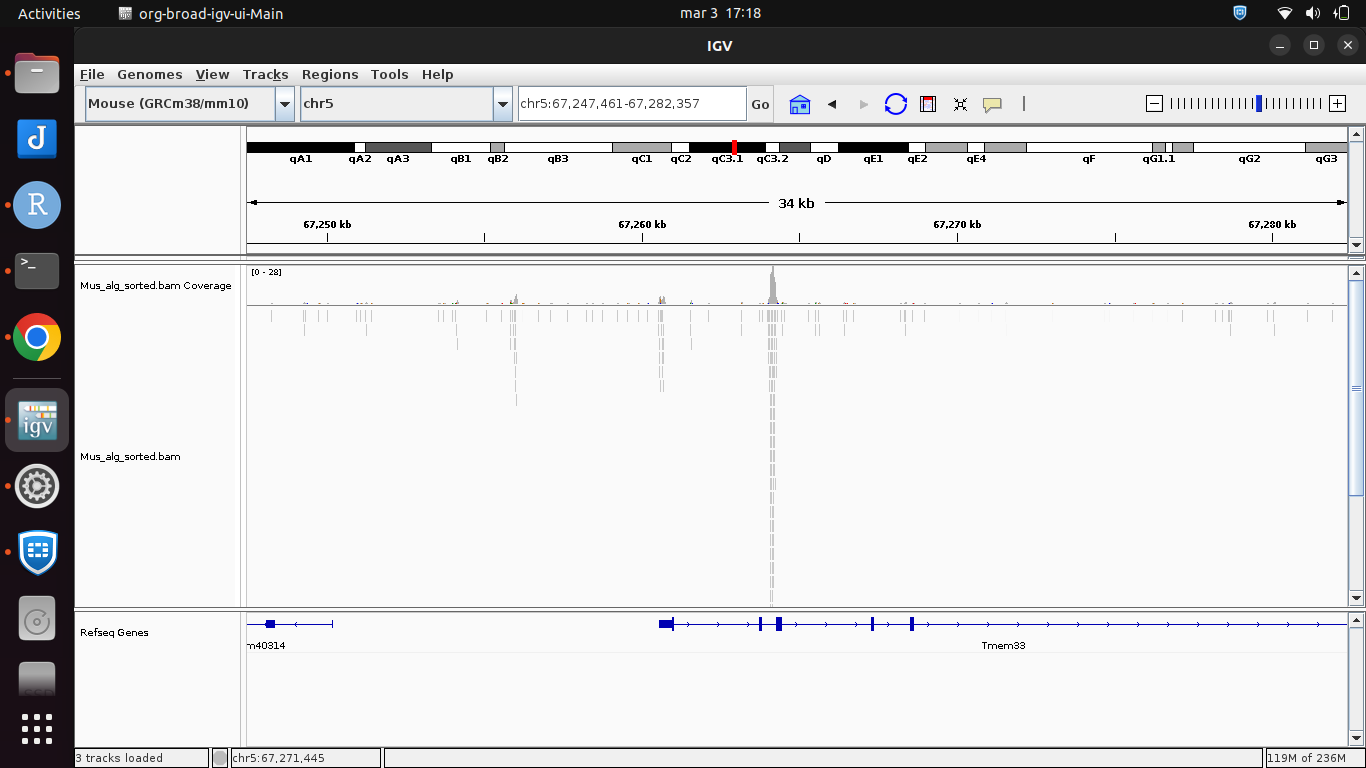 Activities org-broad-igv-ui-Main mar 3 17:18
IGV
File Genomes View Tracks Regions Tools Help
Mouse (GRCm38/mm10) chr5 chr5:67,247,461-67,282,357 Go
qA1 qA2 qA3 qB1 qB2 qB3 qC1 qC2 qC3.1 qC3.2 qD qE1 qE2 qE4 qF qG1.1 qG2 qG3
34 kb
67,250 kb 67,260 kb 67,270 kb 67,280 kb
[0 - 28]
Mus_alg_sorted.bam Coverage
Mus_alg_sorted.bam
Refseq Genes
m40314 Tmem33
3 tracks loaded chr5:67,271,445 119M of 236M
J
R
>_
igv